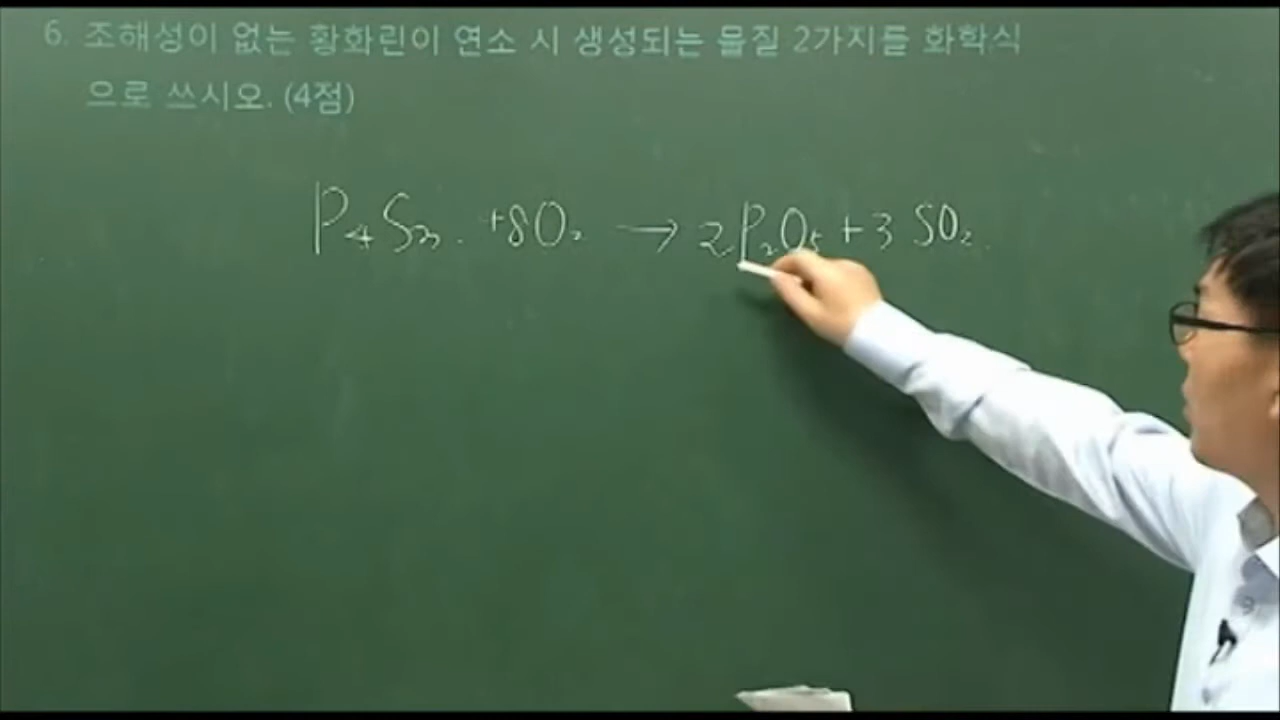 6. 조해성이 없는 황화린이 연소 시 생성되는 물질 2가지를 화학식
으로 쓰시오. (4점)
P₄S₃ +8O₂ → 2P₂O₅ + 3SO₂